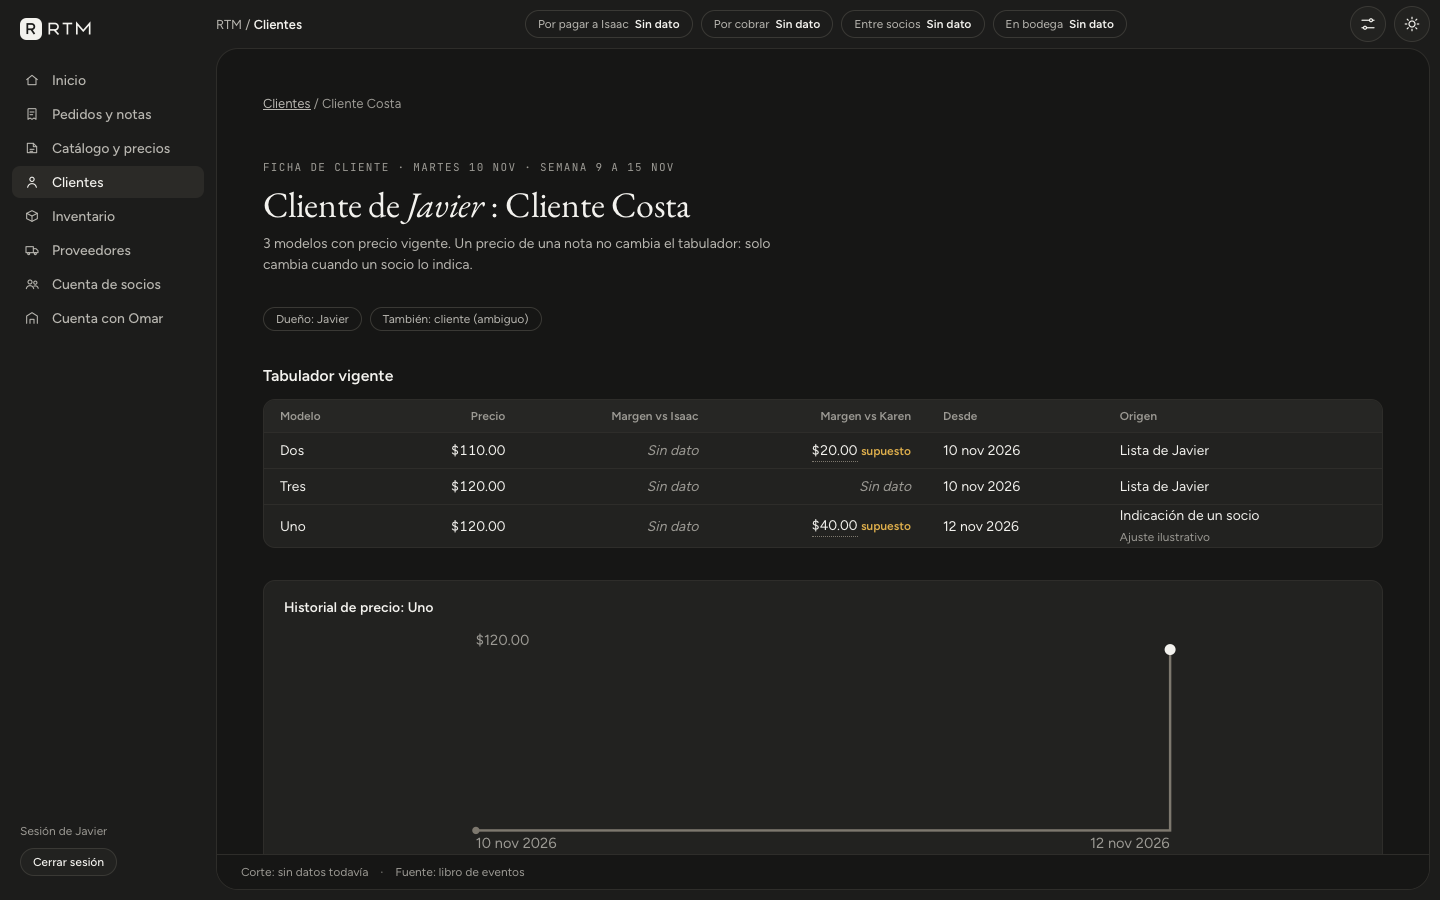 R RTM
RTM / Clientes
Por pagar a Isaac Sin dato
Por cobrar Sin dato
Entre socios Sin dato
En bodega Sin dato
Inicio
Pedidos y notas
Catálogo y precios
Clientes
Inventario
Proveedores
Cuenta de socios
Cuenta con Omar
Sesión de Javier
Cerrar sesión
Clientes / Cliente Costa
FICHA DE CLIENTE · MARTES 10 NOV · SEMANA 9 A 15 NOV
Cliente de Javier : Cliente Costa
3 modelos con precio vigente. Un precio de una nota no cambia el tabulador: solo
cambia cuando un socio lo indica.
Dueño: Javier
También: cliente (ambiguo)
Tabulador vigente
Modelo Precio Margen vs Isaac Margen vs Karen Desde Origen
Dos $110.00 Sin dato $20.00 supuesto 10 nov 2026 Lista de Javier
Tres $120.00 Sin dato Sin dato 10 nov 2026 Lista de Javier
Uno $120.00 Sin dato $40.00 supuesto 12 nov 2026 Indicación de un socio
Ajuste ilustrativo
Historial de precio: Uno
$120.00
10 nov 2026 12 nov 2026
Corte: sin datos todavía · Fuente: libro de eventos